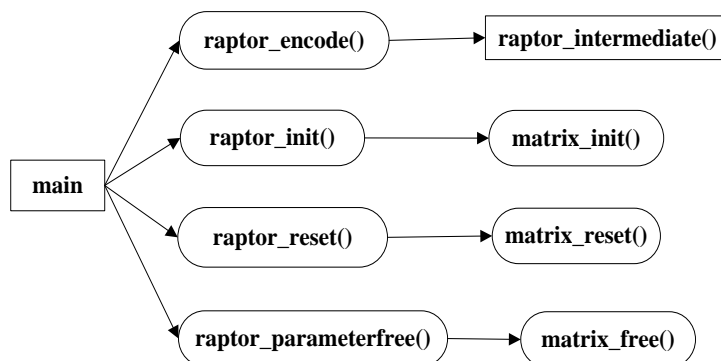 raptor_encode()
raptor_intermediate()
raptor_init()
matrix_init()
main
raptor_reset()
matrix_reset()
raptor_parameterfree()
matrix_free()